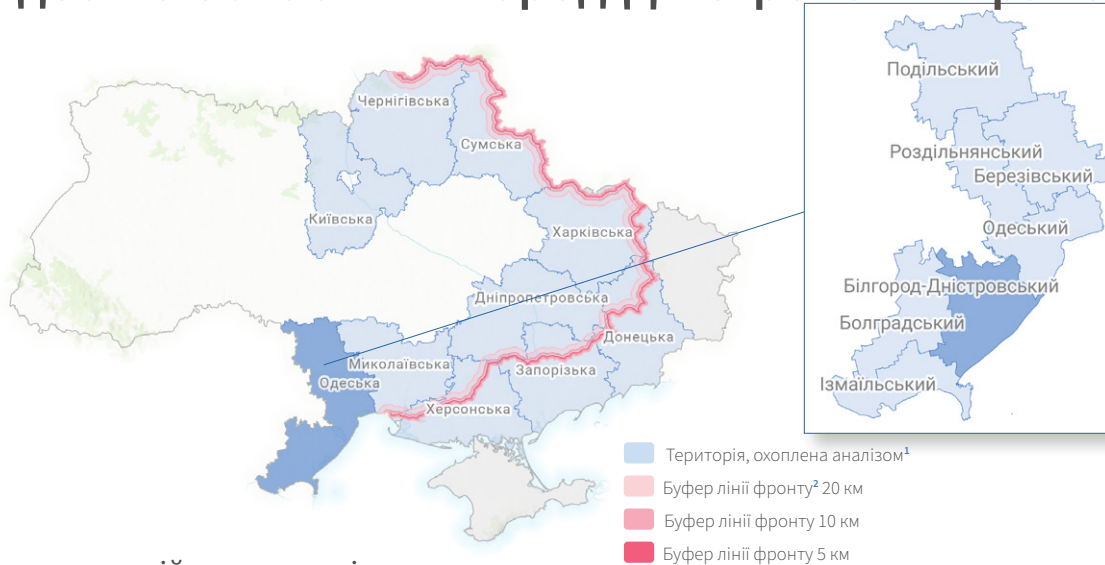 Чернігівська
Сумська
Київська
Харківська
Дніпропетровська
Донецька
Миколаївська
Запорізька
Одеська
Херсонська
Подільський
Роздільнянський
Березівський
Одеський
Білгород-Дністровський
Болградський
Ізмаїльський
Територія, охоплена аналізом¹
Буфер лінії фронту² 20 км
Буфер лінії фронту 10 км
Буфер лінії фронту 5 км